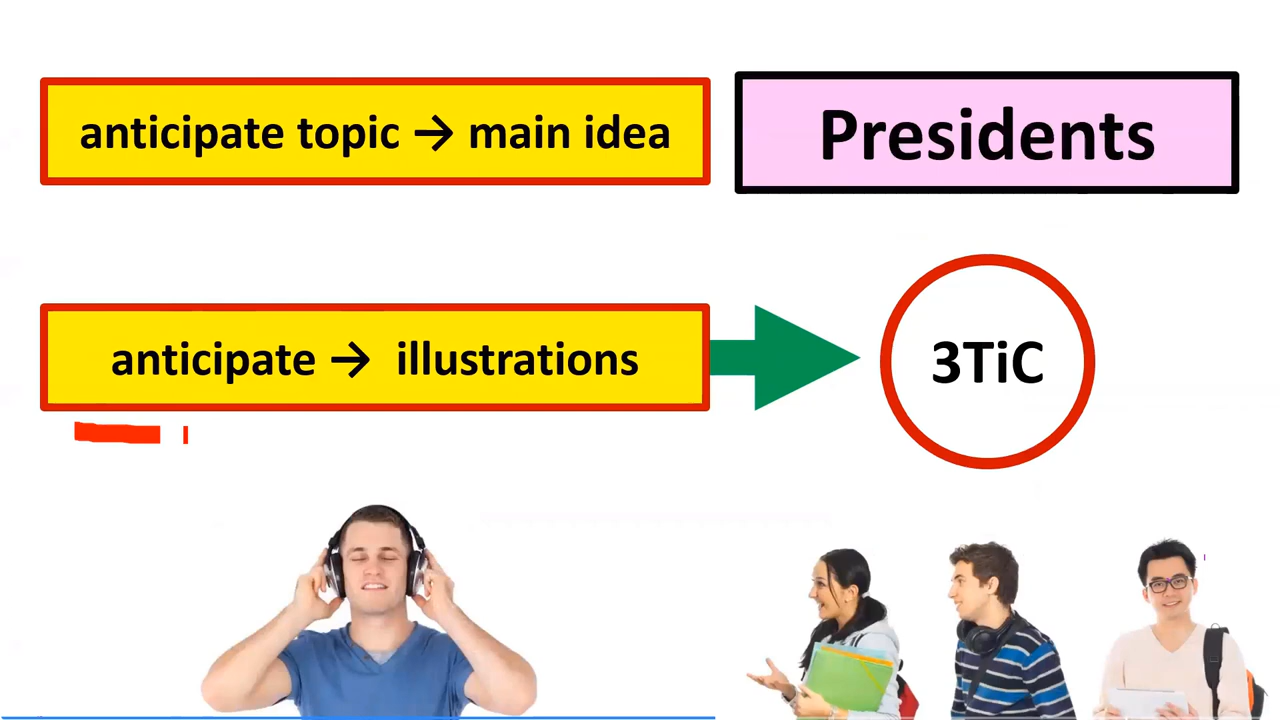 anticipate topic → main idea
Presidents
anticipate → illustrations
3TiC